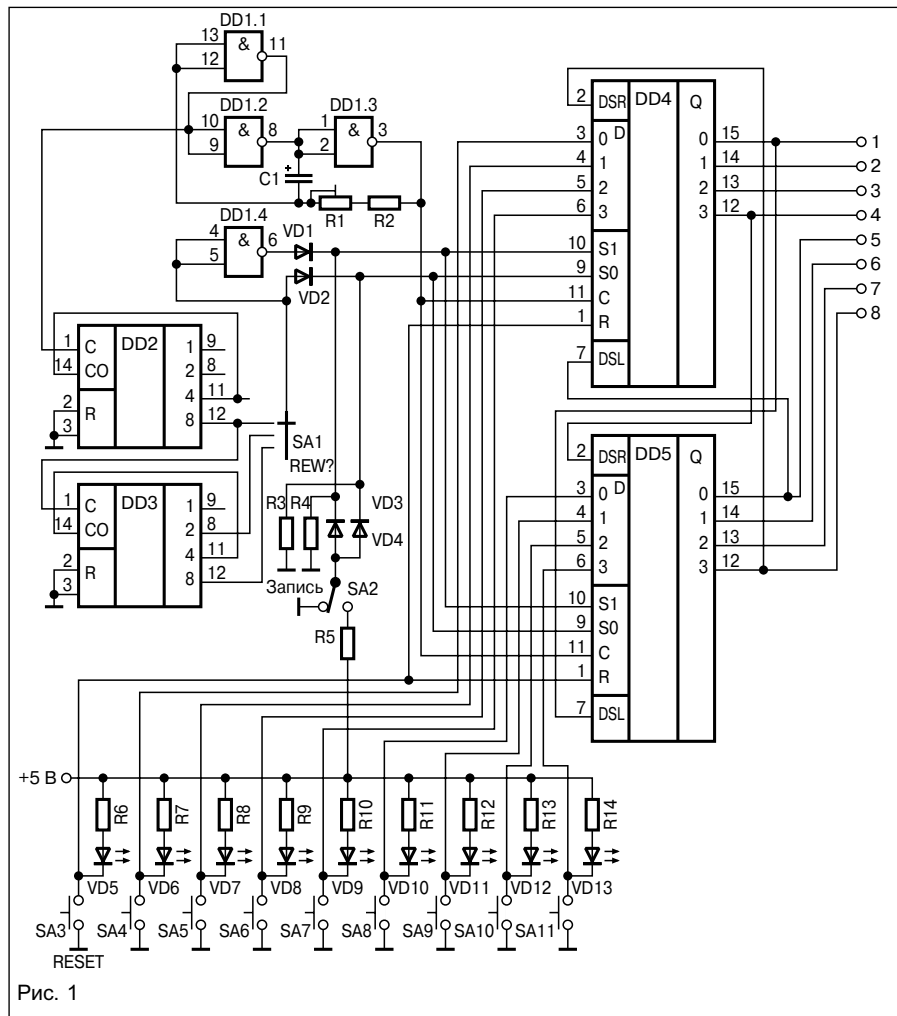 DD1.1
13
12
&
11
DD1.2
10
9
&
8
DD1.3
1
2
&
3
+
C1
R1
R2
DD1.4
4
5
&
6
VD1
VD2
DD2
1
14
2
3
C
CO
R
1
2
4
8
9
8
11
12
DD3
1
14
2
3
C
CO
R
1
2
4
8
9
8
11
12
SA1
REW?
R3
R4
VD3
VD4
Запись
SA2
R5
DD4
2
DSR
Q
3
0 D
4
1
5
2
6
3
10
S1
9
S0
11
C
1
R
7
DSL
0
15
1
14
2
13
3
12
1
2
3
4
5
6
7
8
DD5
2
DSR
Q
3
0 D
4
1
5
2
6
3
10
S1
9
S0
11
C
1
R
7
DSL
0
15
1
14
2
13
3
12
+5 В
R6
R7
R8
R9
R10
R11
R12
R13
R14
VD5
VD6
VD7
VD8
VD9
VD10
VD11
VD12
VD13
SA3
SA4
SA5
SA6
SA7
SA8
SA9
SA10
SA11
RESET
Рис. 1